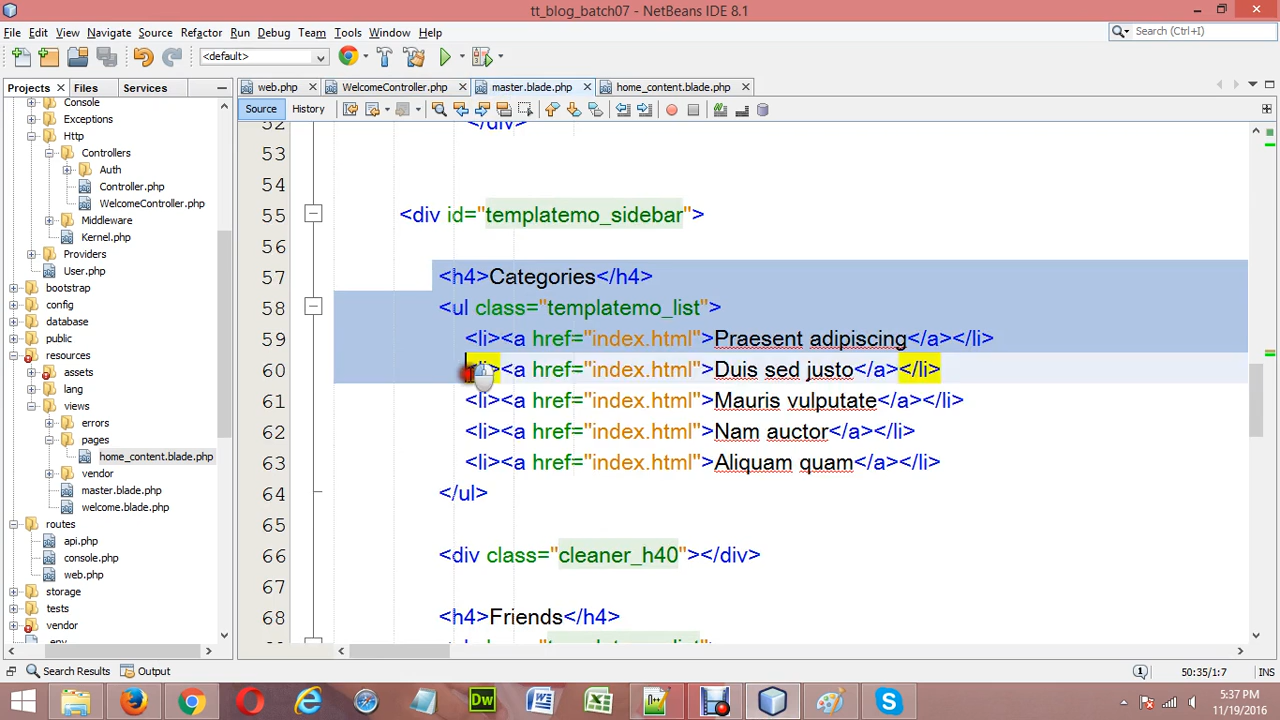 tt_blog_batch07 - NetBeans IDE 8.1
File Edit View Navigate Source Refactor Run Debug Team Tools Window Help
Search (Ctrl+I)
<default>
Projects Files Services
web.php WelcomeController.php master.blade.php home_content.blade.php
Source History
Console
Exceptions
Http
Controllers
Auth
Controller.php
WelcomeController.php
Middleware
Kernel.php
Providers
User.php
bootstrap
config
database
public
resources
assets
lang
views
errors
pages
home_content.blade.php
vendor
master.blade.php
welcome.blade.php
routes
api.php
console.php
web.php
storage
tests
vendor
52 </div>
53
54
55 <div id="templatemo_sidebar">
56
57 <h4>Categories</h4>
58 <ul class="templatemo_list">
59 <li><a href="index.html">Praesent adipiscing</a></li>
60 <li><a href="index.html">Duis sed justo</a></li>
61 <li><a href="index.html">Mauris vulputate</a></li>
62 <li><a href="index.html">Nam auctor</a></li>
63 <li><a href="index.html">Aliquam quam</a></li>
64 </ul>
65
66 <div class="cleaner_h40"></div>
67
68 <h4>Friends</h4>
Search Results Output
50:35/1:7 INS
5:37 PM
11/19/2016